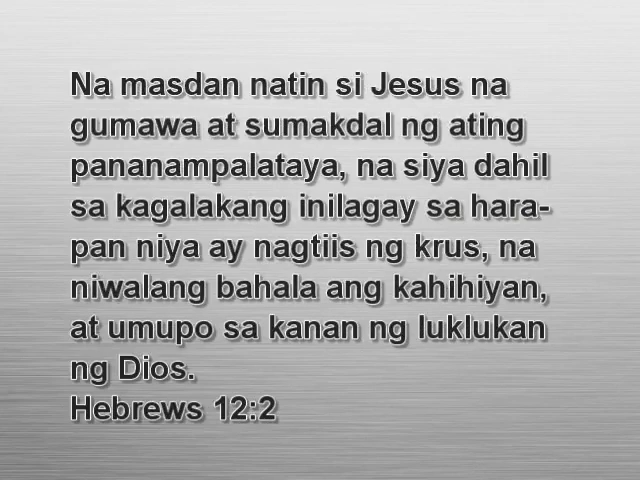 Na masdan natin si Jesus na
gumawa at sumakdal ng ating
pananampalataya, na siya dahil
sa kagalakang inilagay sa hara-
pan niya ay nagtiis ng krus, na
niwalang bahala ang kahihiyan,
at umupo sa kanan ng luklukan
ng Dios.
Hebrews 12:2